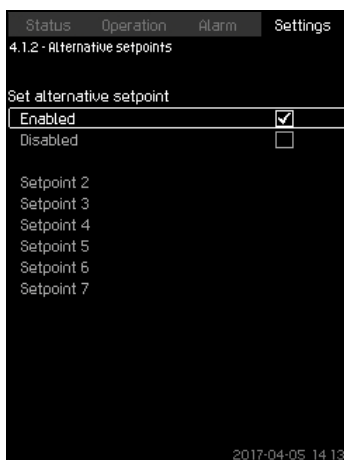 Status Operation Alarm Settings
4.1.2 - Alternative setpoints
Set alternative setpoint
Enabled
Disabled
Setpoint 2
Setpoint 3
Setpoint 4
Setpoint 5
Setpoint 6
Setpoint 7
2017-04-05 14:13